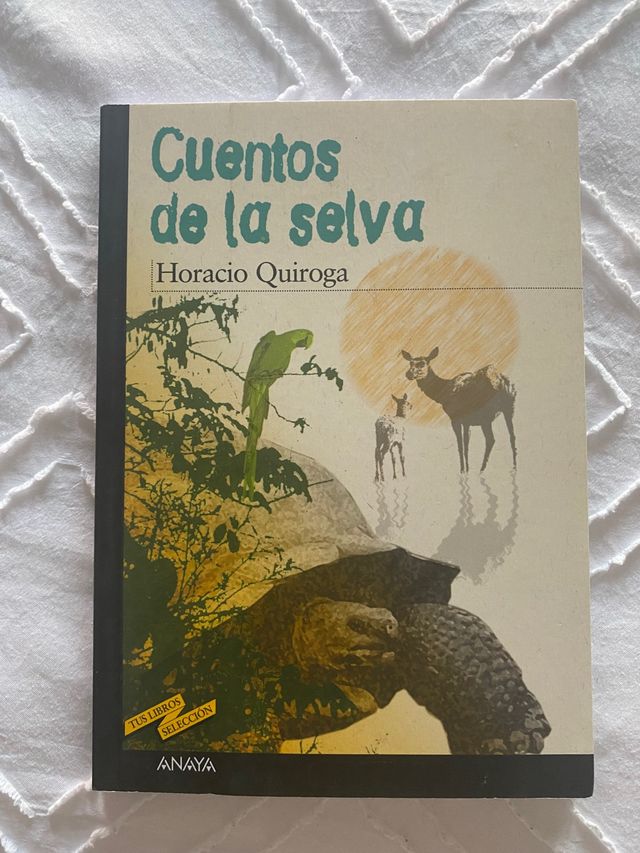 Cuentos
de la selva
Horacio Quiroga
TUS LIBROS
SELECCIÓN
ANAYA